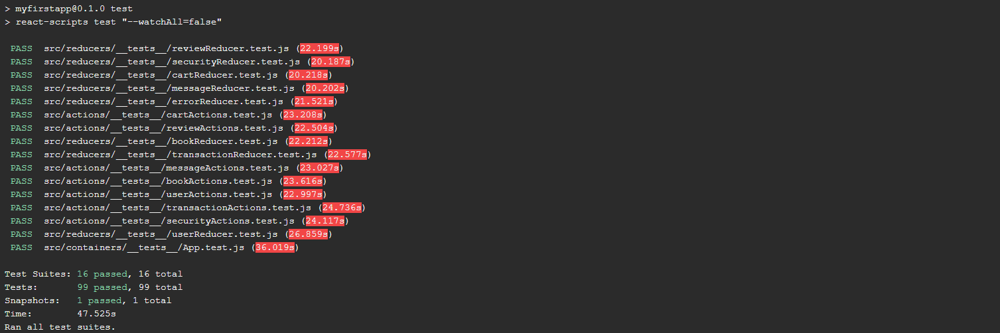 > myfirstapp@0.1.0 test
> react-scripts test "--watchAll=false"
PASS src/reducers/__tests__/reviewReducer.test.js (22.199s)
PASS src/reducers/__tests__/securityReducer.test.js (20.187s)
PASS src/reducers/__tests__/cartReducer.test.js (20.218s)
PASS src/reducers/__tests__/messageReducer.test.js (20.202s)
PASS src/reducers/__tests__/errorReducer.test.js (21.521s)
PASS src/actions/__tests__/cartActions.test.js (23.208s)
PASS src/actions/__tests__/reviewActions.test.js (22.504s)
PASS src/reducers/__tests__/bookReducer.test.js (22.212s)
PASS src/reducers/__tests__/transactionReducer.test.js (22.577s)
PASS src/actions/__tests__/messageActions.test.js (23.027s)
PASS src/actions/__tests__/bookActions.test.js (23.616s)
PASS src/actions/__tests__/userActions.test.js (22.997s)
PASS src/actions/__tests__/transactionActions.test.js (24.736s)
PASS src/actions/__tests__/securityActions.test.js (24.117s)
PASS src/reducers/__tests__/userReducer.test.js (26.859s)
PASS src/containers/__tests__/App.test.js (36.019s)
Test Suites: 16 passed, 16 total
Tests: 99 passed, 99 total
Snapshots: 1 passed, 1 total
Time: 47.525s
Ran all test suites.